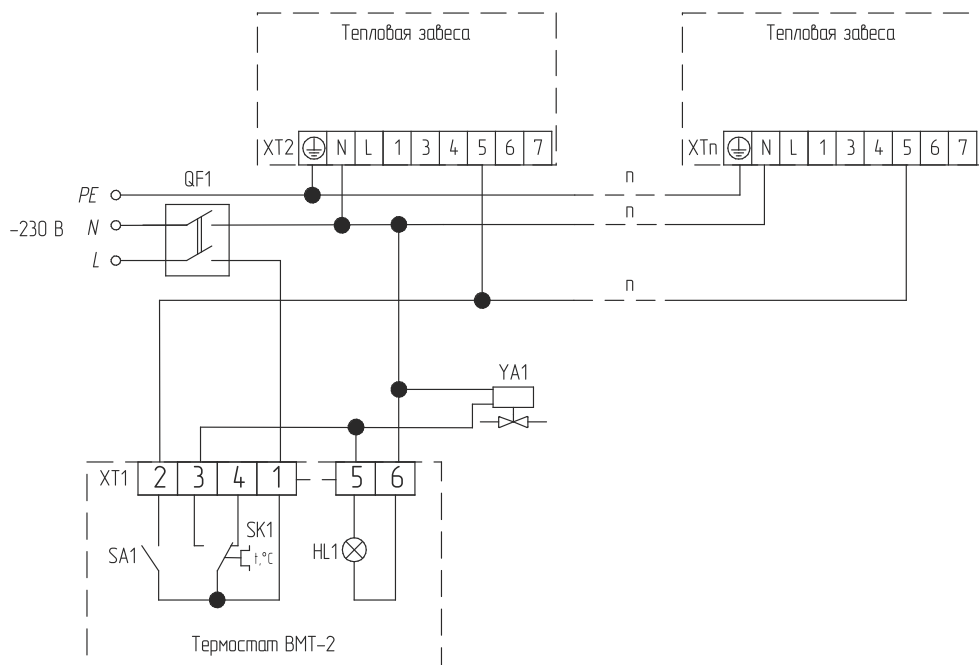 Тепловая завеса
Тепловая завеса
XT2 N L 1 3 4 5 6 7
XTn N L 1 3 4 5 6 7
QF1
PE
n
~230 В N
n
L
n
YA1
XT1 2 3 4 1 5 6
SA1
SK1
t,°C
HL1
Термостат ВМТ-2